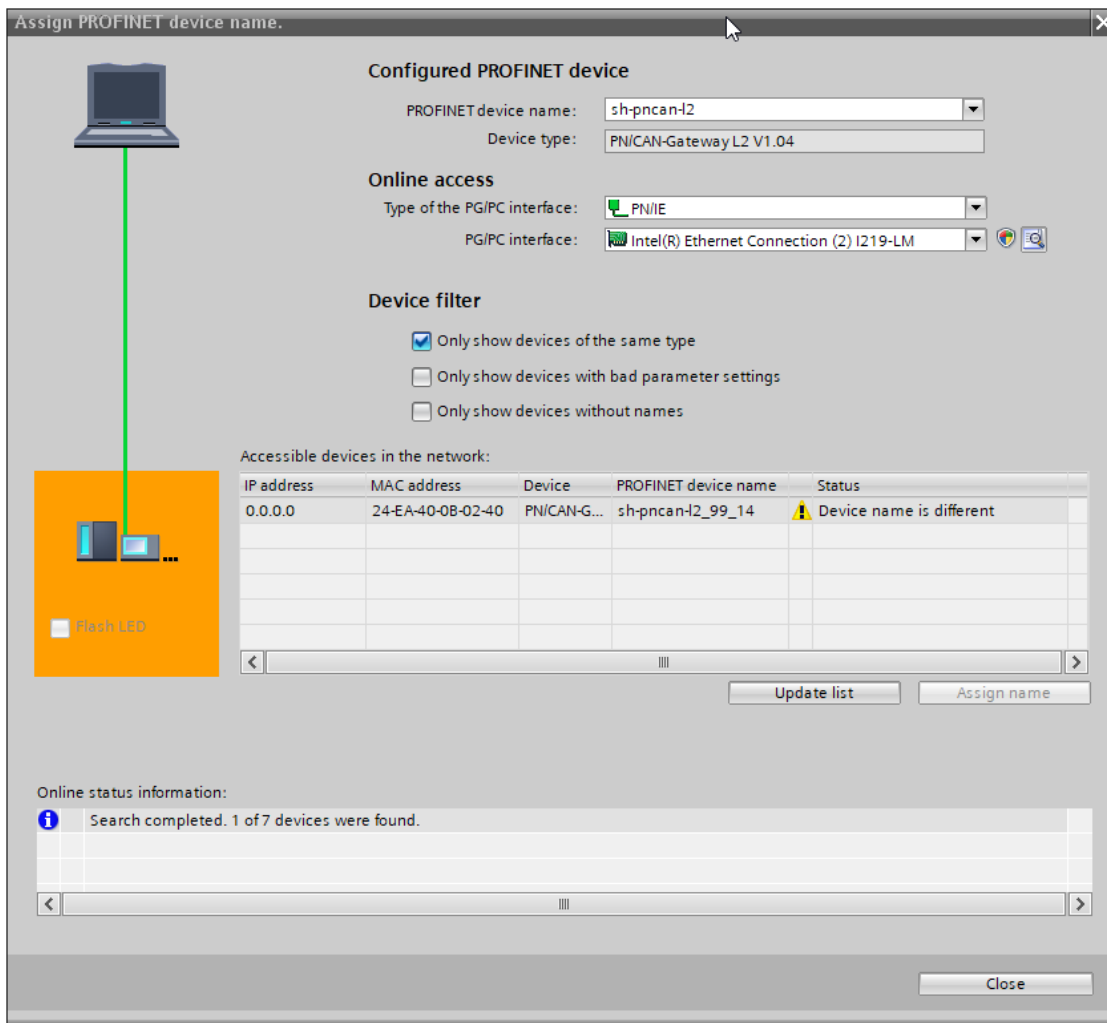 Assign PROFINET device name.
Configured PROFINET device
PROFINET device name: sh-pncan-l2
Device type: PN/CAN-Gateway L2 V1.04
Online access
Type of the PG/PC interface: PN/IE
PG/PC interface: Intel(R) Ethernet Connection (2) I219-LM
Device filter
Only show devices of the same type
Only show devices with bad parameter settings
Only show devices without names
Accessible devices in the network:
IP address MAC address Device PROFINET device name Status
0.0.0.0 24-EA-40-0B-02-40 PN/CAN-G... sh-pncan-l2_99_14 Device name is different
Flash LED
Update list Assign name
Online status information:
Search completed. 1 of 7 devices were found.
Close